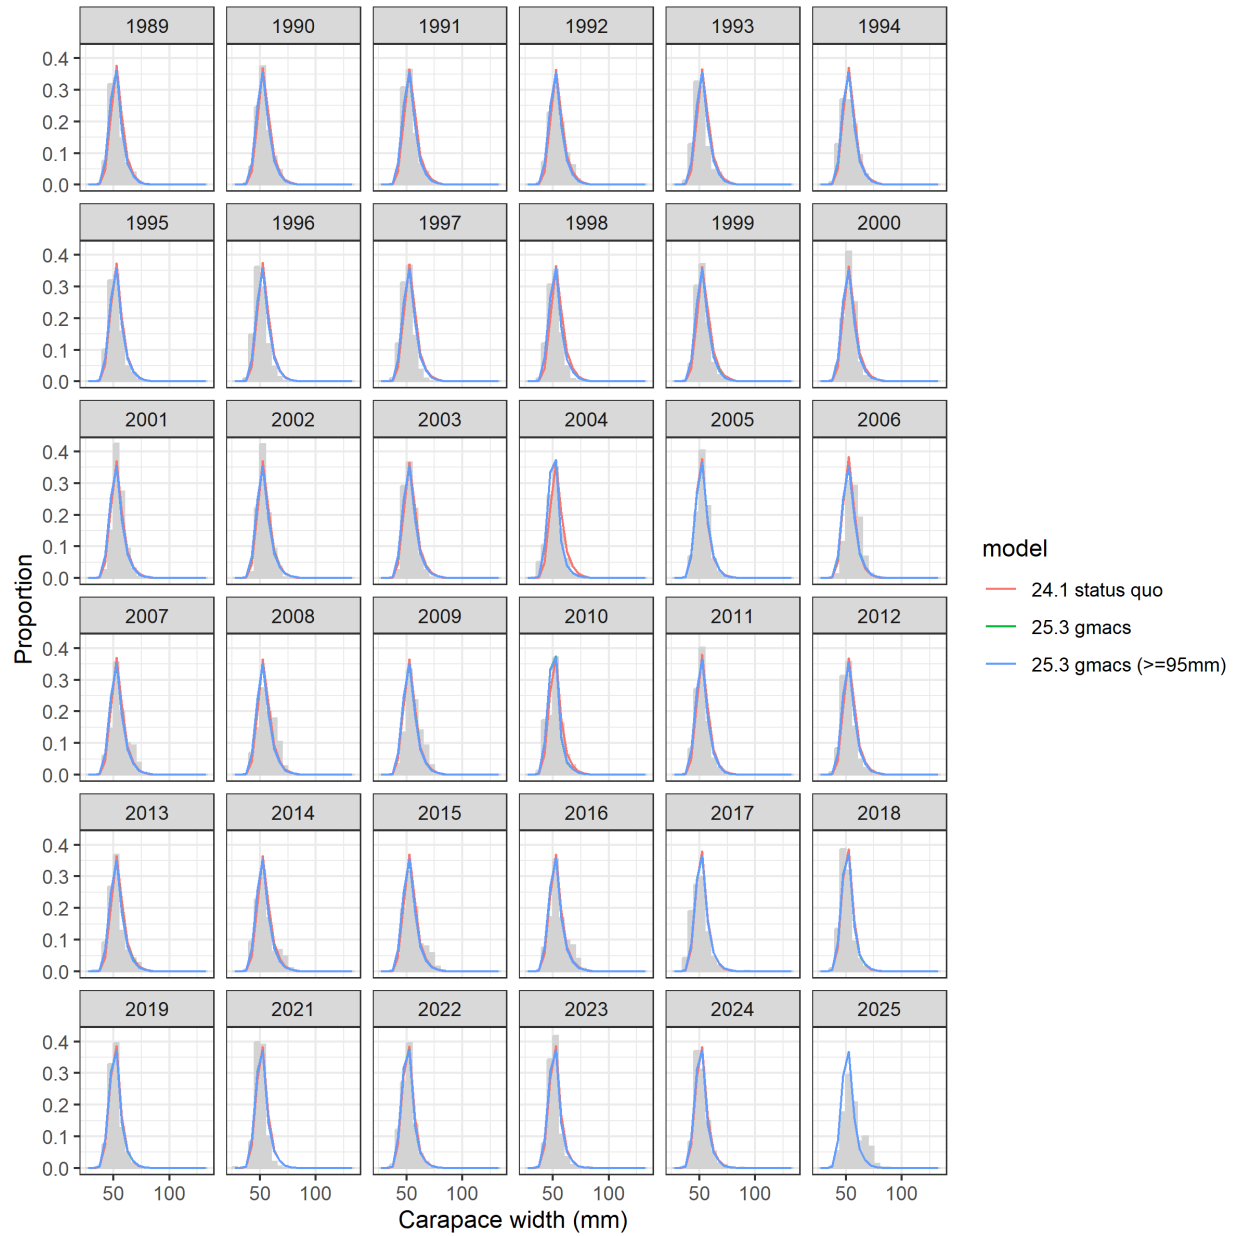 1989 1990 1991 1992 1993 1994
0.4
0.3
0.2
0.1
0.0
1995 1996 1997 1998 1999 2000
0.4
0.3
0.2
0.1
0.0
2001 2002 2003 2004 2005 2006
0.4
0.3
0.2
0.1
0.0
2007 2008 2009 2010 2011 2012
0.4
0.3
0.2
0.1
0.0
2013 2014 2015 2016 2017 2018
0.4
0.3
0.2
0.1
0.0
2019 2021 2022 2023 2024 2025
0.4
0.3
0.2
0.1
0.0
50 100 50 100 50 100 50 100 50 100 50 100
Carapace width (mm)
Proportion
model
24.1 status quo
25.3 gmacs
25.3 gmacs (>=95mm)